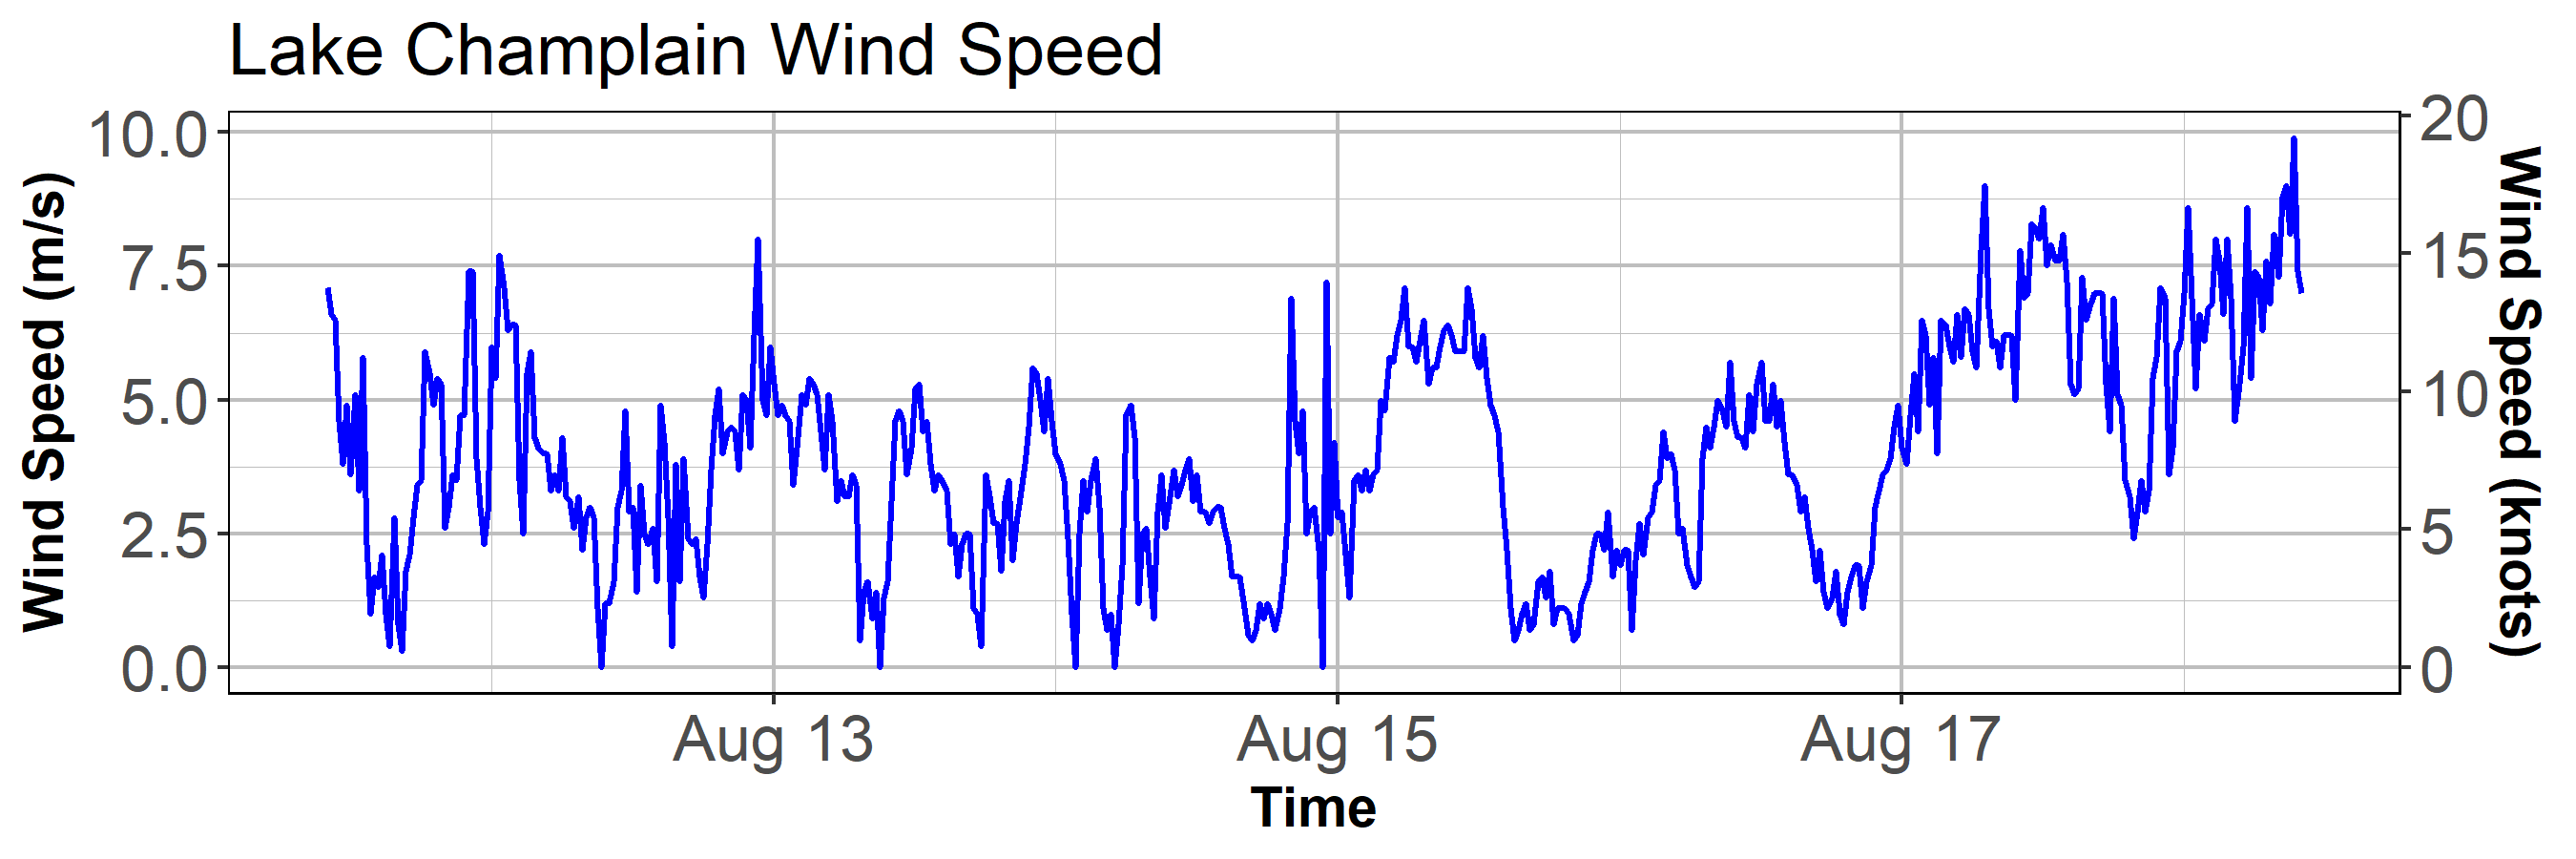 Lake Champlain Wind Speed
Wind Speed (m/s)
10.0
7.5
5.0
2.5
0.0
20
15
10
5
0
Wind Speed (knots)
Aug 13
Aug 15
Aug 17
Time